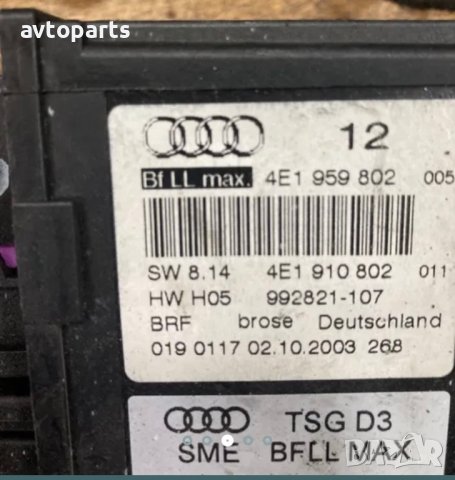 avtoparts
12
Bf LL max. 4E1 959 802 005
SW 8.14 4E1 910 802 011
HW H05 992821-107
BRF brose Deutschland
019 0117 02.10.2003 268
TSG D3
SME BFLL MAX